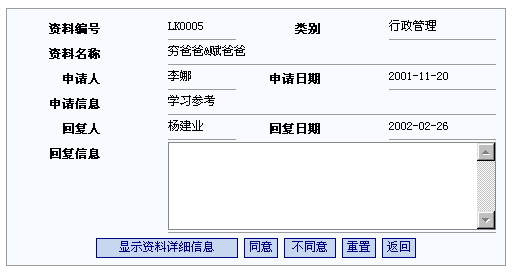 资料编号 LK0005 类别 行政管理
资料名称 穷爸爸&赋爸爸
申请人 李娜 申请日期 2001-11-20
申请信息 学习参考
回复人 杨建业 回复日期 2002-02-26
回复信息
显示资料详细信息 同意 不同意 重置 返回